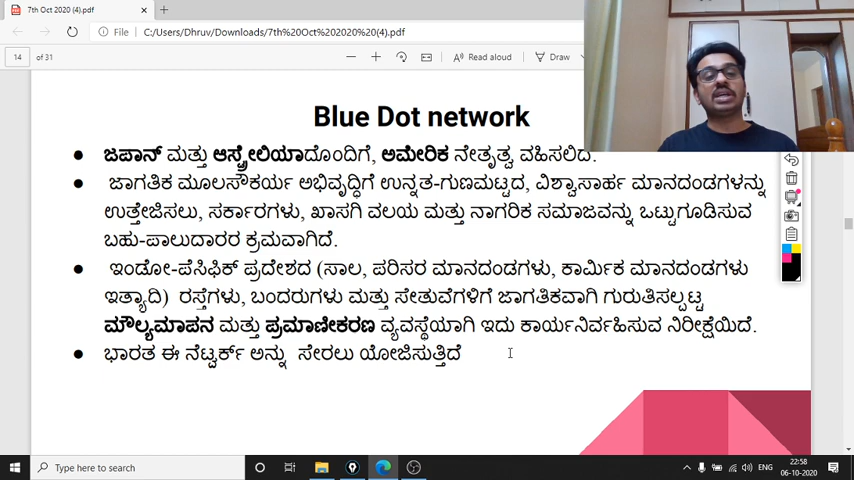 7th Oct 2020 (4).pdf
File
C:/Users/Dhruv/Downloads/7th%20Oct%202020%20(4).pdf
14 of 31
Read aloud
Draw
Blue Dot network
● ಜಪಾನ್ ಮತ್ತು ಆಸ್ಟ್ರೇಲಿಯಾದೊಂದಿಗೆ, ಅಮೇರಿಕ ನೇತೃತ್ವ ವಹಿಸಲಿದೆ.
● ಜಾಗತಿಕ ಮೂಲಸೌಕರ್ಯ ಅಭಿವೃದ್ಧಿಗೆ ಉನ್ನತ-ಗುಣಮಟ್ಟದ, ವಿಶ್ವಾಸಾರ್ಹ ಮಾನದಂಡಗಳನ್ನು
ಉತ್ತೇಜಿಸಲು, ಸರ್ಕಾರಗಳು, ಖಾಸಗಿ ವಲಯ ಮತ್ತು ನಾಗರಿಕ ಸಮಾಜವನ್ನು ಒಟ್ಟುಗೂಡಿಸುವ
ಬಹು-ಪಾಲುದಾರರ ಕ್ರಮವಾಗಿದೆ.
● ಇಂಡೋ-ಪೆಸಿಫಿಕ್ ಪ್ರದೇಶದ (ಸಾಲ, ಪರಿಸರ ಮಾನದಂಡಗಳು, ಕಾರ್ಮಿಕ ಮಾನದಂಡಗಳು
ಇತ್ಯಾದಿ) ರಸ್ತೆಗಳು, ಬಂದರುಗಳು ಮತ್ತು ಸೇತುವೆಗಳಿಗೆ ಜಾಗತಿಕವಾಗಿ ಗುರುತಿಸಲ್ಪಟ್ಟ
ಮೌಲ್ಯಮಾಪನ ಮತ್ತು ಪ್ರಮಾಣೀಕರಣ ವ್ಯವಸ್ಥೆಯಾಗಿ ಇದು ಕಾರ್ಯನಿರ್ವಹಿಸುವ ನಿರೀಕ್ಷೆಯಿದೆ.
● ಭಾರತ ಈ ನೆಟ್ವರ್ಕ್ ಅನ್ನು ಸೇರಲು ಯೋಜಿಸುತ್ತಿದೆ
Type here to search
ENG
22:58
06-10-2020